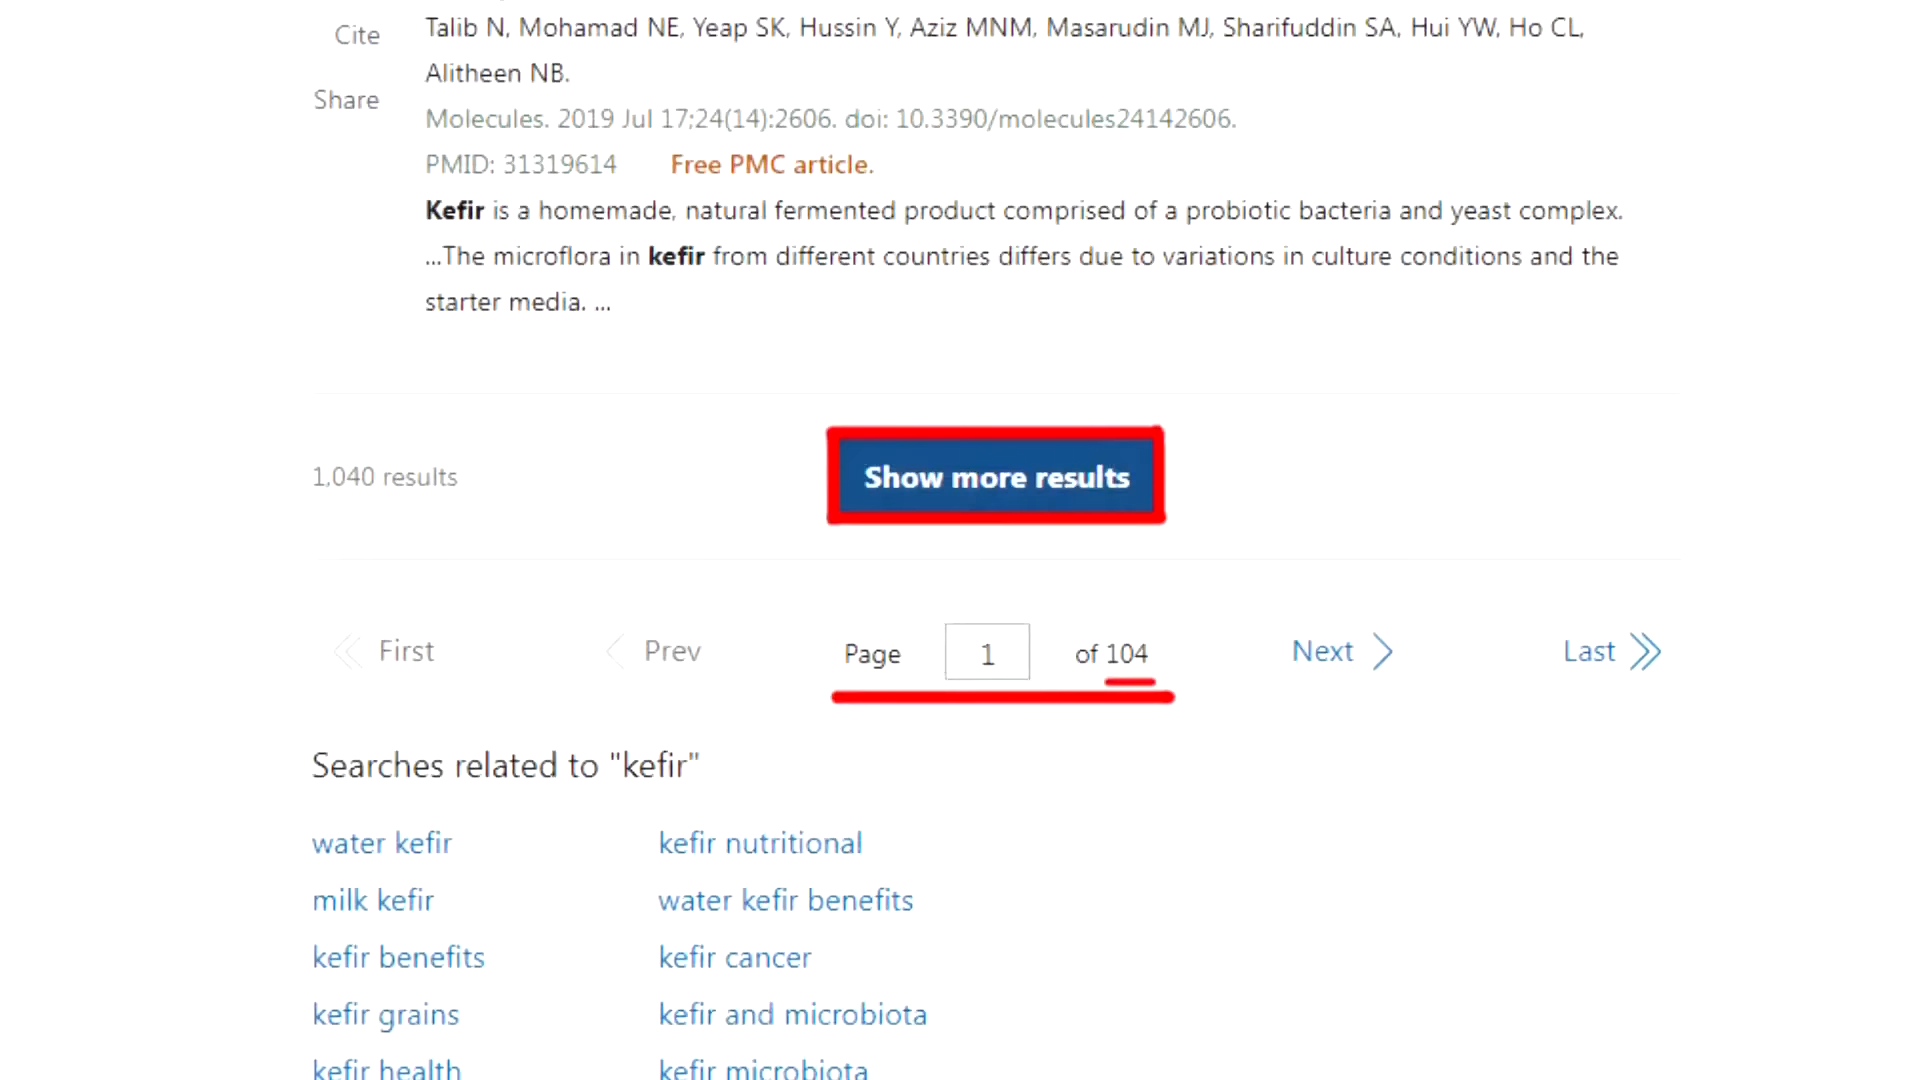 Cite
Share
Talib N, Mohamad NE, Yeap SK, Hussin Y, Aziz MNM, Masarudin MJ, Sharifuddin SA, Hui YW, Ho CL,
Alitheen NB.
Molecules. 2019 Jul 17;24(14):2606. doi: 10.3390/molecules24142606.
PMID: 31319614 Free PMC article.
Kefir is a homemade, natural fermented product comprised of a probiotic bacteria and yeast complex.
...The microflora in kefir from different countries differs due to variations in culture conditions and the
starter media. ...
1,040 results
Show more results
First Prev Page 1 of 104 Next Last
Searches related to "kefir"
water kefir
milk kefir
kefir benefits
kefir grains
kefir health
kefir nutritional
water kefir benefits
kefir cancer
kefir and microbiota
kefir microbiota